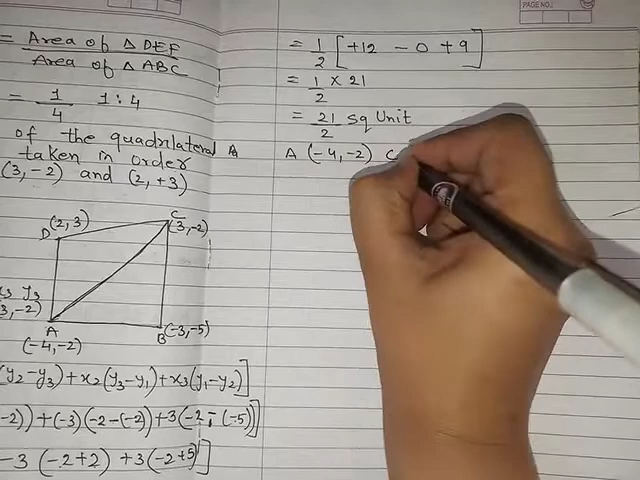 = Area of △ DEF
Area of △ ABC
= 1/4 1:4
of the quadrilateral
taken in order
(3, -2) and (2, +3)
D (2, 3)
C (3, -2)
x3 y3
3, -2)
A
(-4, -2)
B (-3, -5)
(y2 - y3) + x2 (y3 - y1) + x3 (y1 - y2)]
-2)) + (-3) (-2 - (-2)) + 3 (-2 - (-5)]
- 3 (-2 + 2) + 3 (-2 + 5)]
PAGE NO.:
= 1/2 [ +12 - 0 + 9 ]
= 1/2 × 21
= 21/2 sq Unit
A (-4, -2) C